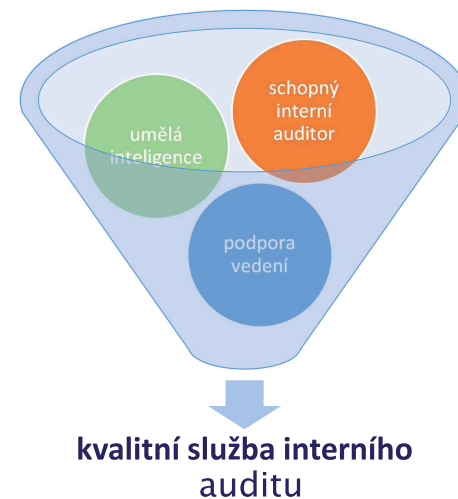 schopný
interní
auditor
umělá
inteligence
podpora
vedení
kvalitní služba interního
auditu